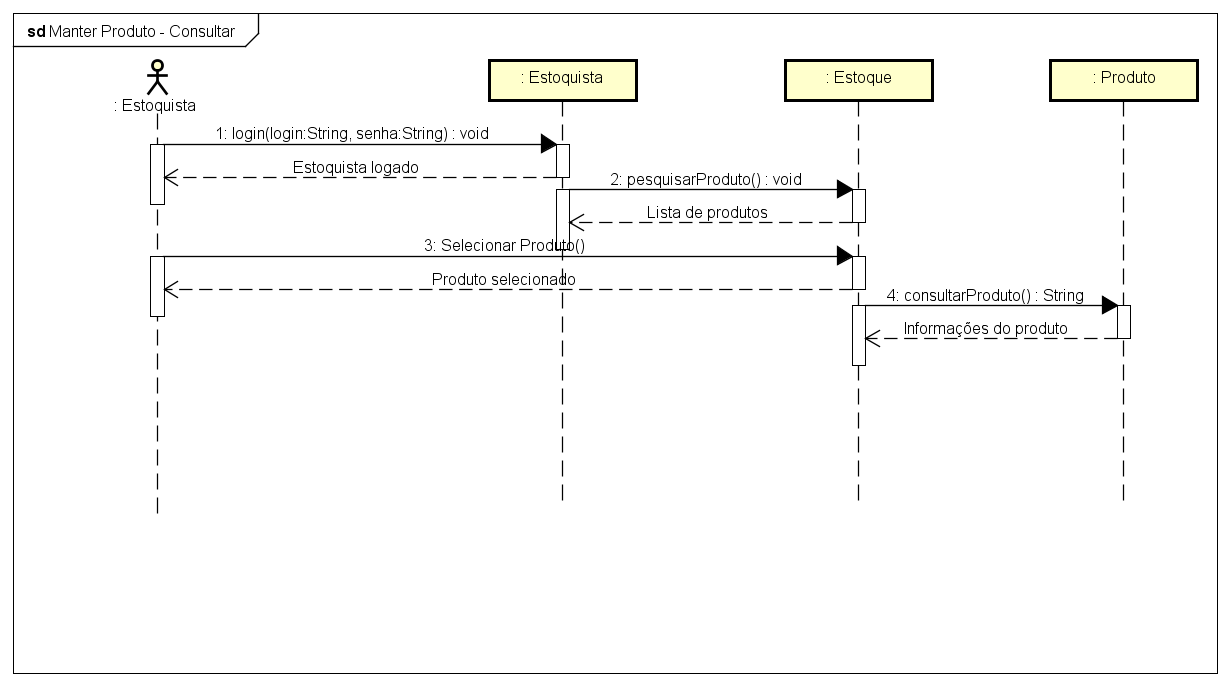 sd Manter Produto - Consultar
: Estoquista
: Estoquista
: Estoque
: Produto
1: login(login:String, senha:String) : void
Estoquista logado
2: pesquisarProduto() : void
Lista de produtos
3: Selecionar Produto()
Produto selecionado
4: consultarProduto() : String
Informações do produto